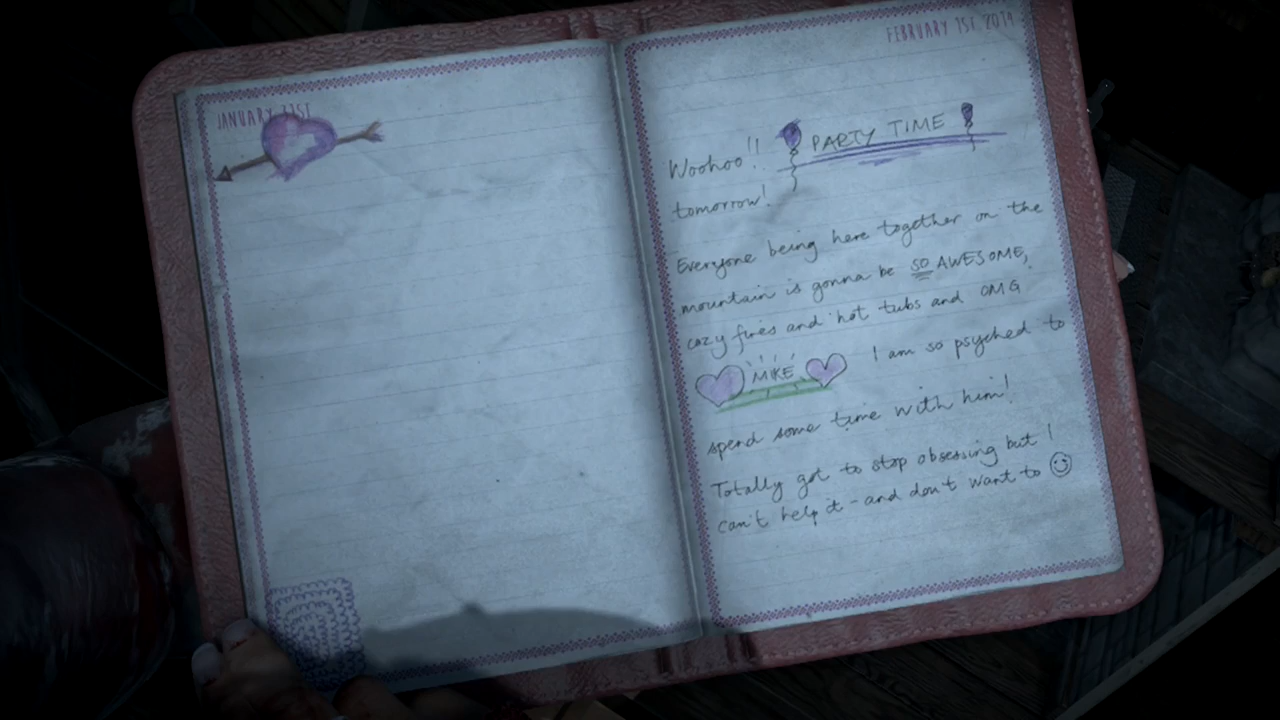 JANUARY 31ST
FEBRUARY 1ST 2014
Woohoo!! PARTY TIME
tomorrow!
Everyone being here together on the
mountain is gonna be SO AWESOME,
cozy fires and hot tubs and OMG
MIKE I am so psyched to
spend some time with him!
Totally got to stop obsessing but I
can't help it - and don't want to